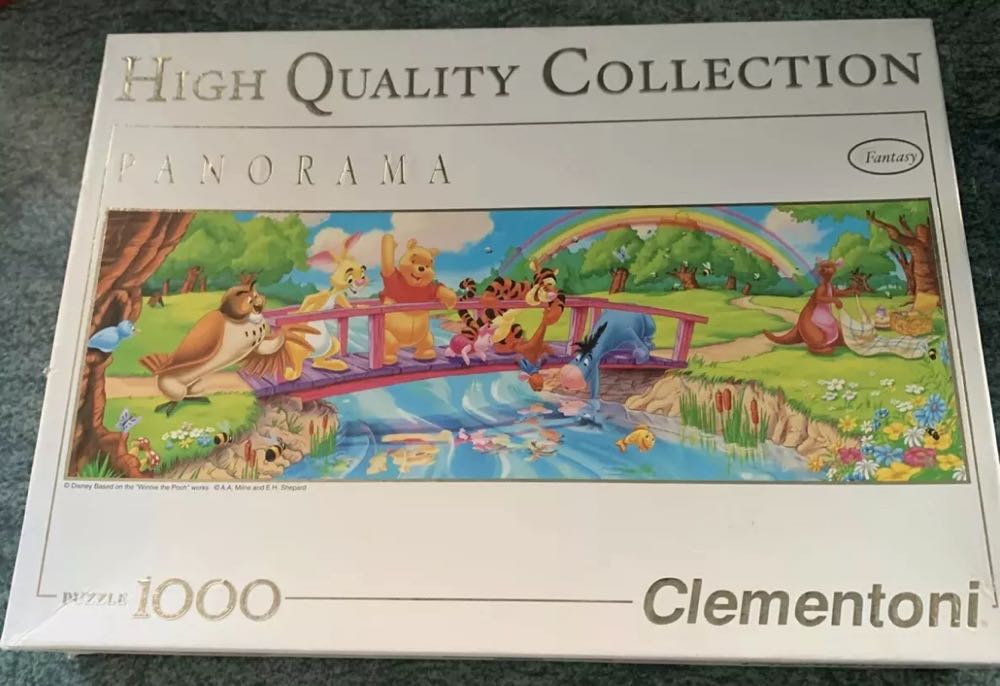 HIGH QUALITY COLLECTION
PANORAMA
Fantasy
© Disney Based on the "Winnie the Pooh" works © A.A. Milne and E.H. Shepard
PUZZLE 1000
Clementoni